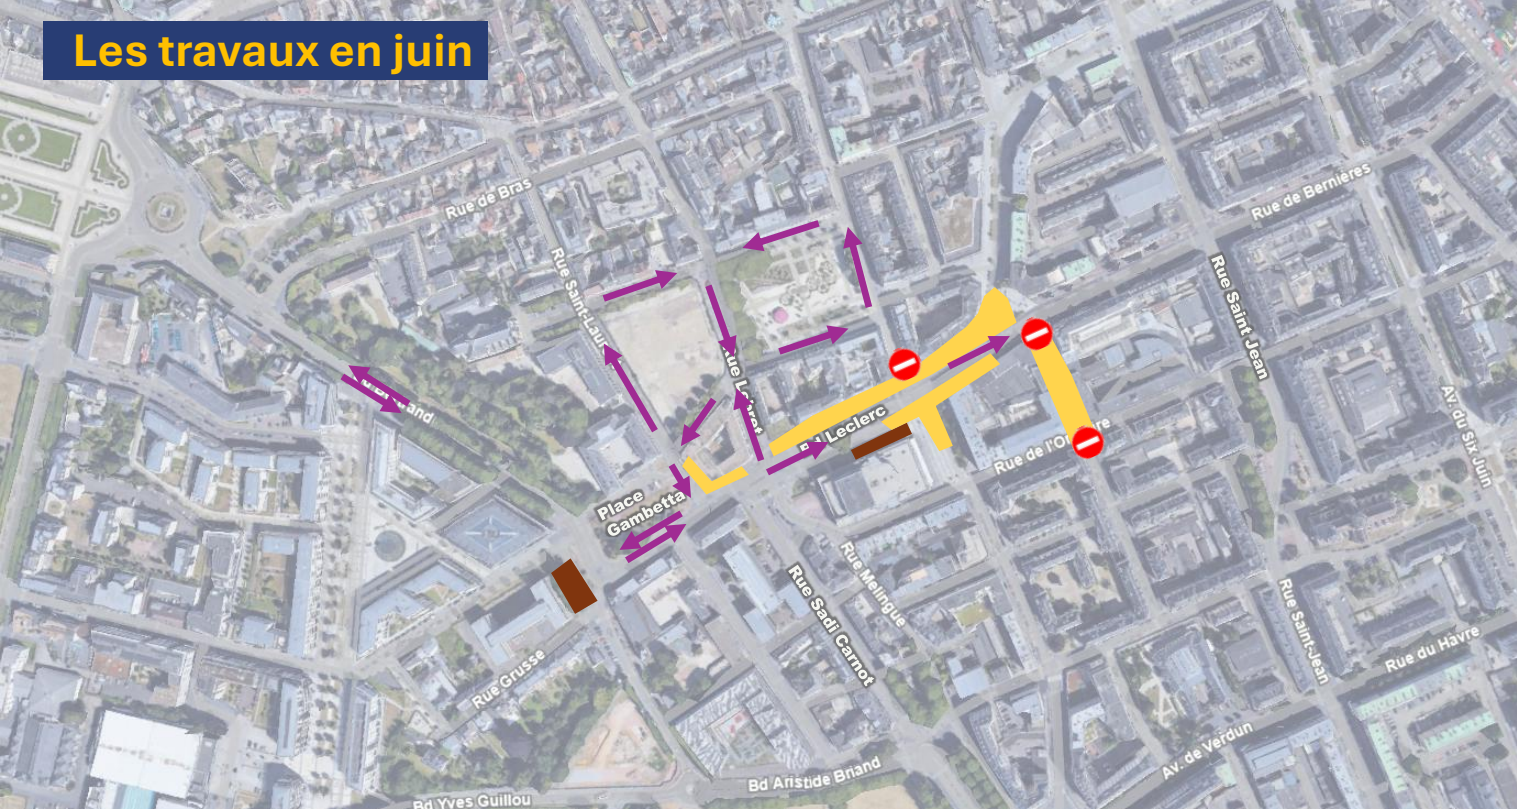 Les travaux en juin
Rue de Bras
Rue de Bernières
Rue Saint-Laur
Rue Saint Jean
Bd Leclerc
Av. du Six Juin
Rue de l'O
Place
Gambetta
Rue Melingue
Rue Sadi Carnot
Rue Saint-Jean
Rue du Havre
Rue Grusse
Av. de Verdun
Bd Aristide Briand
Bd Yves Guillou